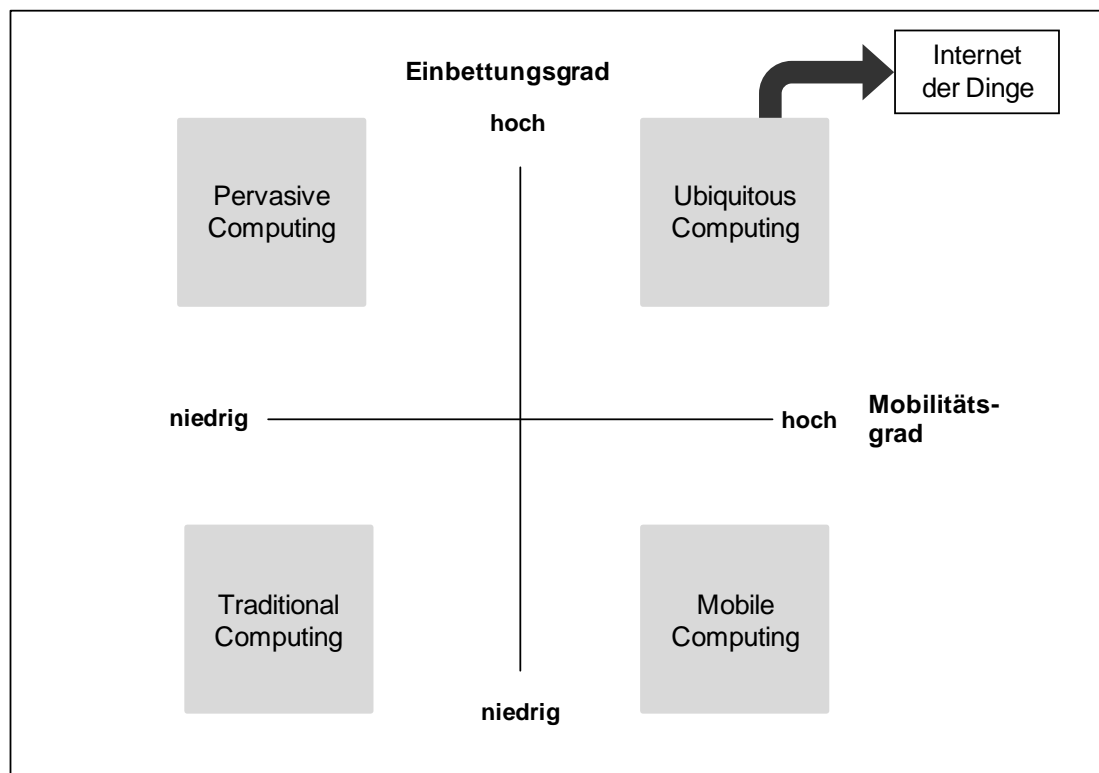 Internet
der Dinge
Einbettungsgrad
hoch
Pervasive
Computing
Ubiquitous
Computing
niedrig
hoch
Mobilitäts-
grad
Traditional
Computing
Mobile
Computing
niedrig